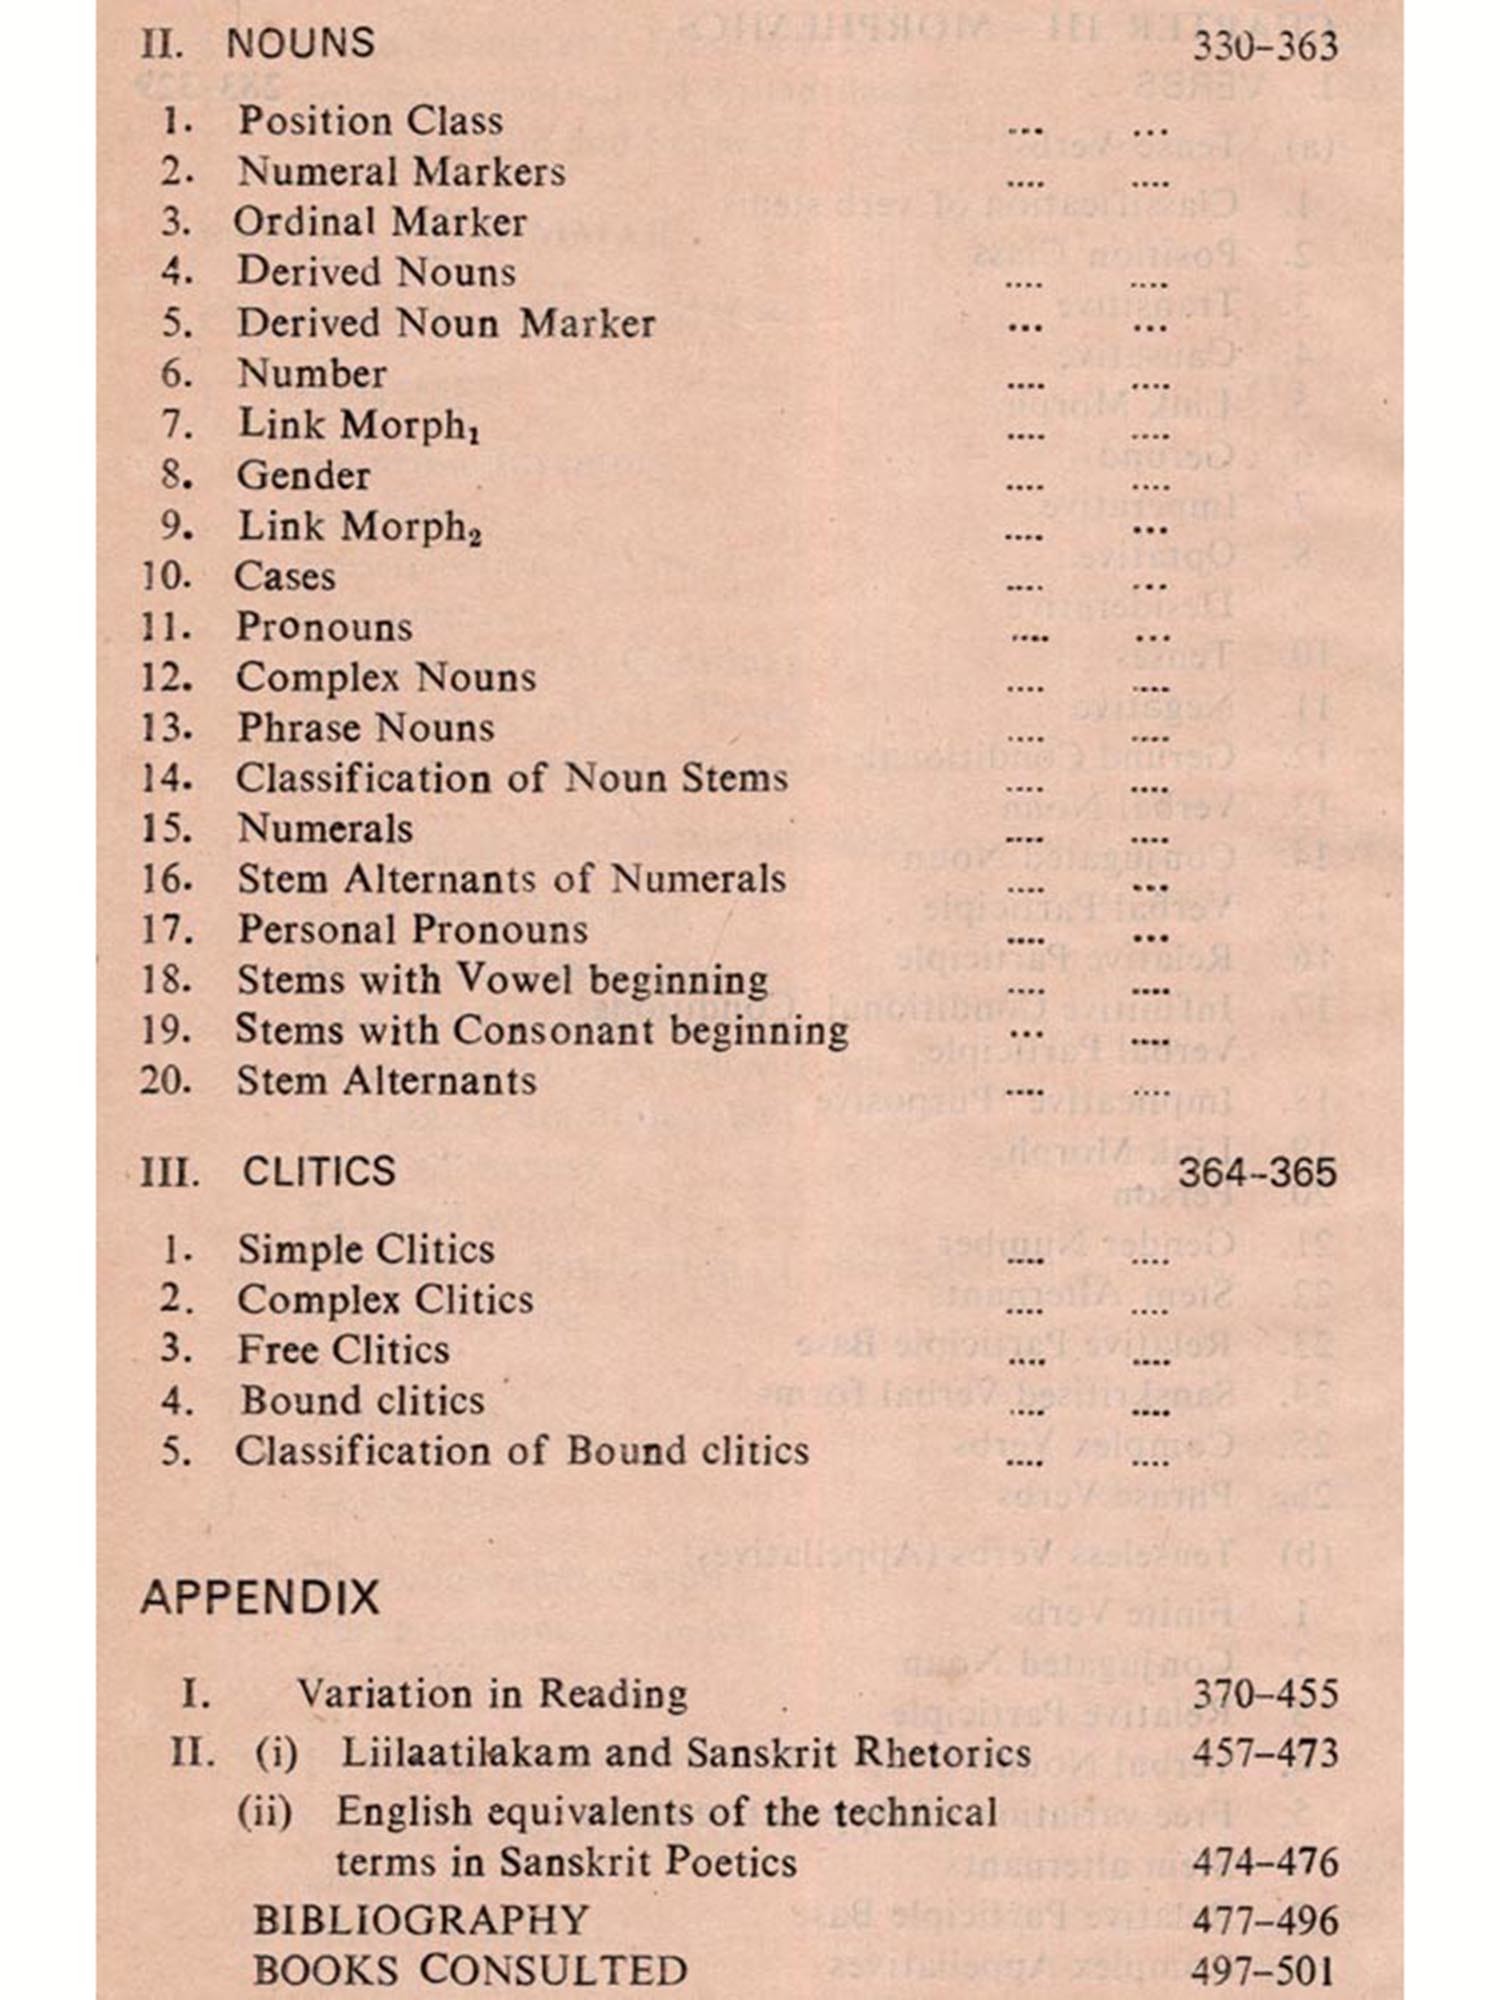 II. NOUNS 330–363
1. Position Class ... ...
2. Numeral Markers .... ....
3. Ordinal Marker
4. Derived Nouns .... ....
5. Derived Noun Marker ... ...
6. Number .... ....
7. Link Morph₁ .... ....
8. Gender .... ....
9. Link Morph₂ .... ...
10. Cases .... ...
11. Pronouns .... ...
12. Complex Nouns .... ....
13. Phrase Nouns .... ....
14. Classification of Noun Stems .... ....
15. Numerals .... ....
16. Stem Alternants of Numerals .... ...
17. Personal Pronouns .... ...
18. Stems with Vowel beginning .... ....
19. Stems with Consonant beginning ... ....
20. Stem Alternants .... ....
III. CLITICS 364–365
1. Simple Clitics .... ....
2. Complex Clitics .... ....
3. Free Clitics .... ....
4. Bound clitics .... ....
5. Classification of Bound clitics .... ....
APPENDIX
I. Variation in Reading 370–455
II. (i) Liilaatilakam and Sanskrit Rhetorics 457–473
(ii) English equivalents of the technical
terms in Sanskrit Poetics 474–476
BIBLIOGRAPHY 477–496
BOOKS CONSULTED 497–501